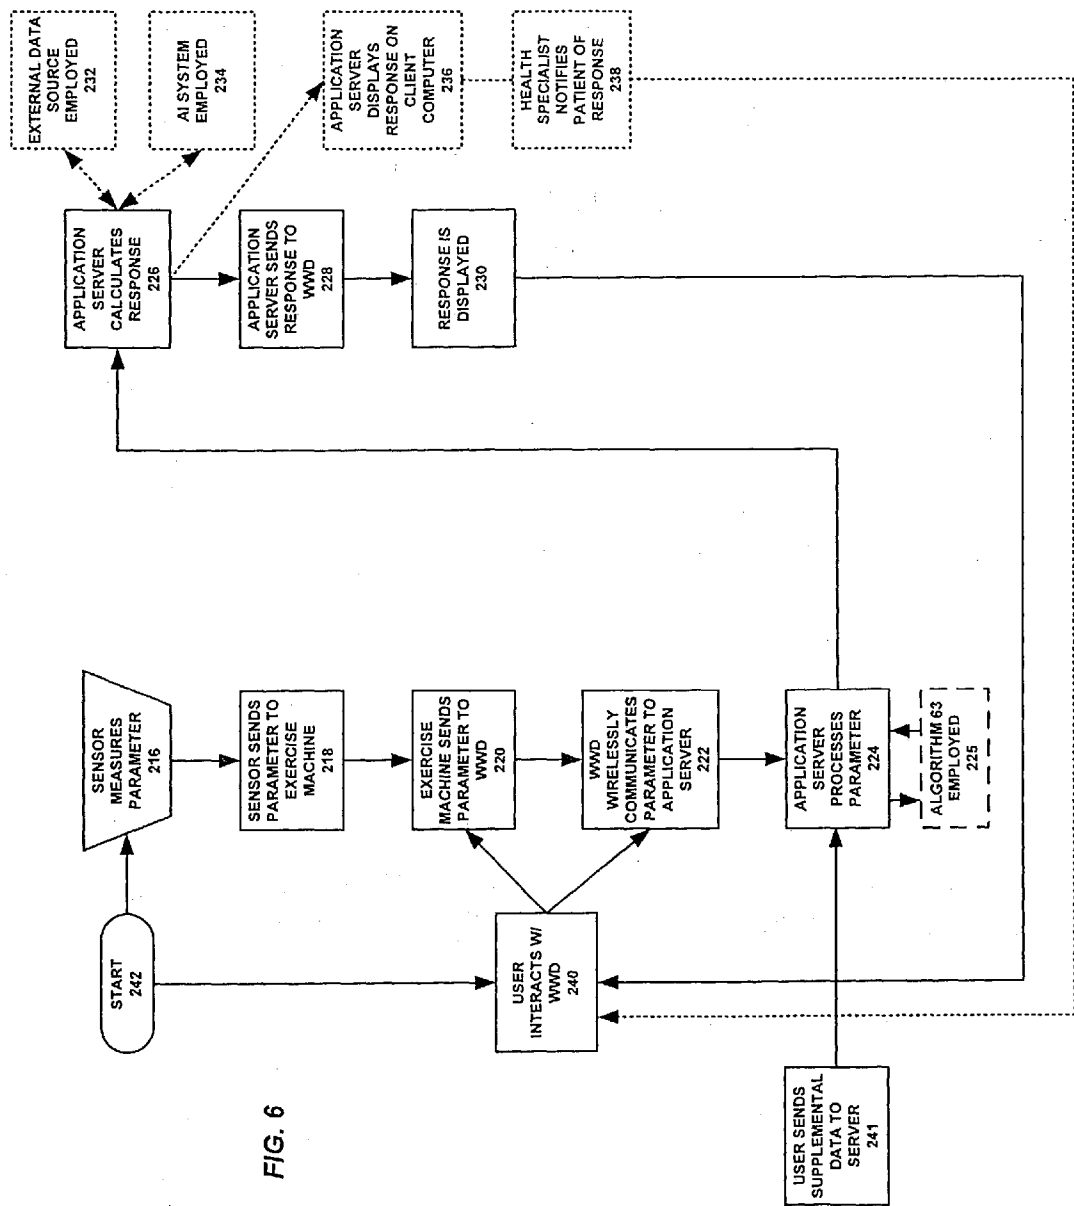 FIG. 6
START
242
SENSOR
MEASURES
PARAMETER
216
SENSOR SENDS
PARAMETER TO
EXERCISE
MACHINE
218
EXERCISE
MACHINE SENDS
PARAMETER TO
WWD
220
WWD
WIRELESSLY
COMMUNICATES
PARAMETER TO
APPLICATION
SERVER
222
APPLICATION
SERVER
PROCESSES
PARAMETER
224
ALGORITHM 63
EMPLOYED
225
USER
INTERACTS W/
WWD
240
USER SENDS
SUPPLEMENTAL
DATA TO
SERVER
241
APPLICATION
SERVER
CALCULATES
RESPONSE
226
APPLICATION
SERVER SENDS
RESPONSE TO
WWD
228
RESPONSE IS
DISPLAYED
230
EXTERNAL DATA
SOURCE
EMPLOYED
232
AI SYSTEM
EMPLOYED
234
APPLICATION
SERVER
DISPLAYS
RESPONSE ON
CLIENT
COMPUTER
236
HEALTH
SPECIALIST
NOTIFIES
PATIENT OF
RESPONSE
238